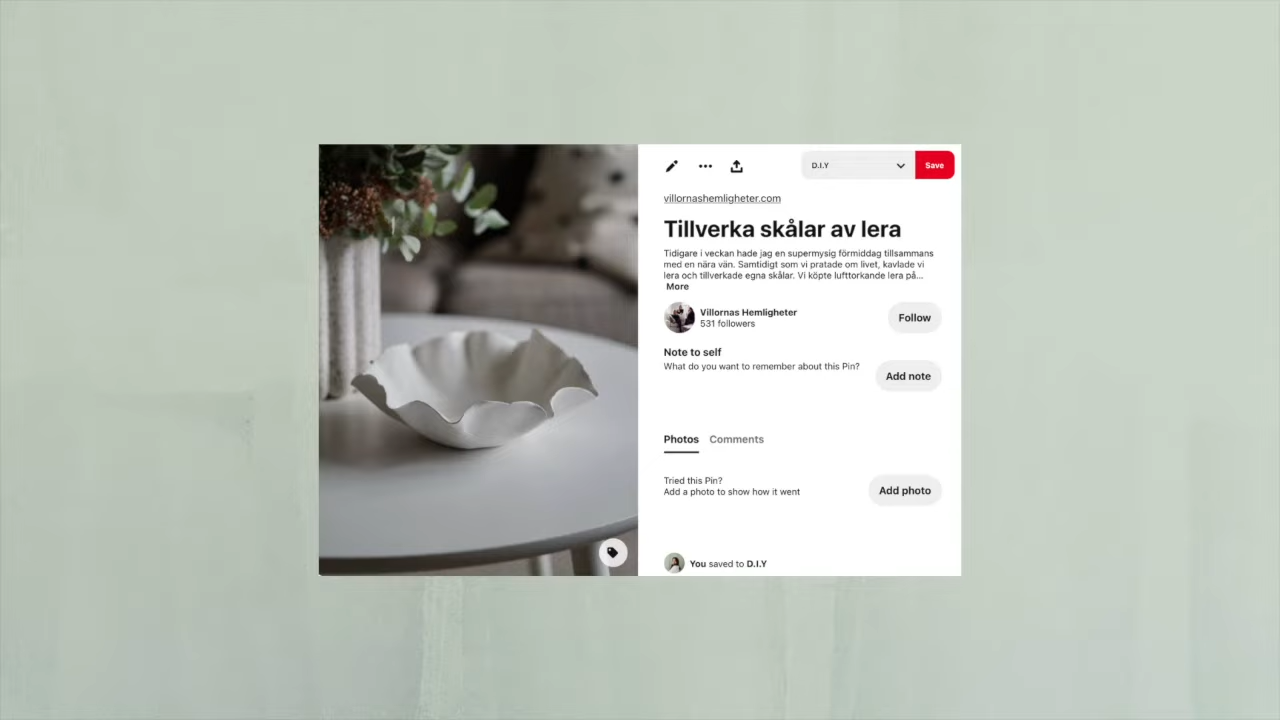 D.I.Y
Save
villornashemligheter.com
Tillverka skålar av lera
Tidigare i veckan hade jag en supermysig förmiddag tillsammans
med en nära vän. Samtidigt som vi pratade om livet, kavlade vi
lera och tillverkade egna skålar. Vi köpte lufttorkande lera på...
More
Villornas Hemligheter
531 followers
Follow
Note to self
What do you want to remember about this Pin?
Add note
Photos Comments
Tried this Pin?
Add a photo to show how it went
Add photo
You saved to D.I.Y